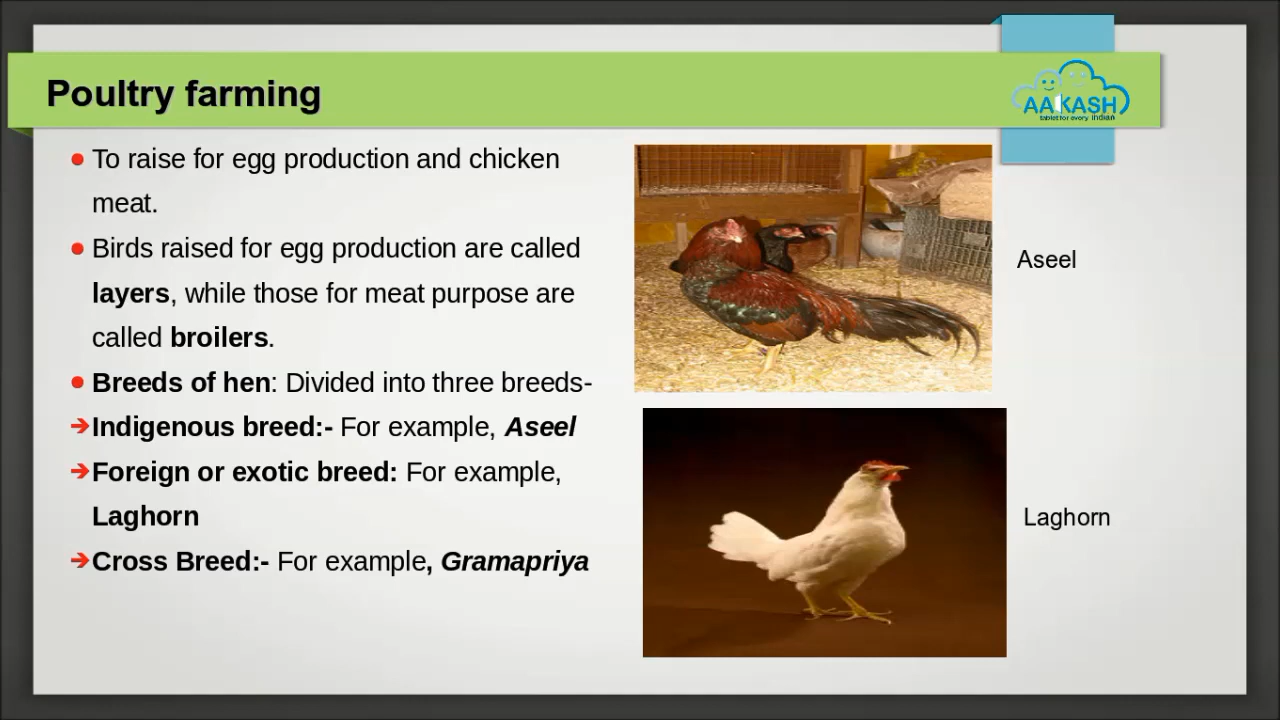 Poultry farming
AAKASH
tablet for every indian
To raise for egg production and chicken
meat.
Birds raised for egg production are called
layers, while those for meat purpose are
called broilers.
Breeds of hen: Divided into three breeds-
Indigenous breed:- For example, Aseel
Foreign or exotic breed: For example,
Laghorn
Cross Breed:- For example, Gramapriya
Aseel
Laghorn